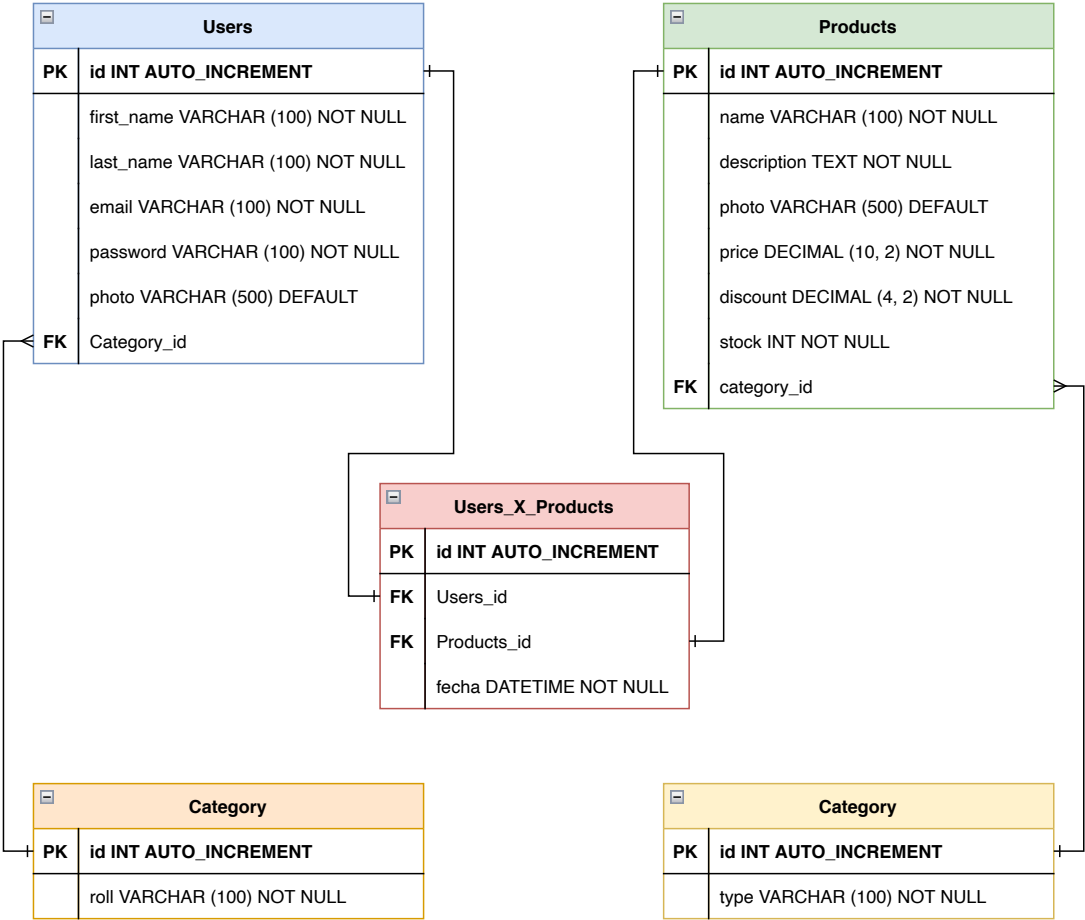 Users
PK id INT AUTO_INCREMENT
first_name VARCHAR (100) NOT NULL
last_name VARCHAR (100) NOT NULL
email VARCHAR (100) NOT NULL
password VARCHAR (100) NOT NULL
photo VARCHAR (500) DEFAULT
FK Category_id
Products
PK id INT AUTO_INCREMENT
name VARCHAR (100) NOT NULL
description TEXT NOT NULL
photo VARCHAR (500) DEFAULT
price DECIMAL (10, 2) NOT NULL
discount DECIMAL (4, 2) NOT NULL
stock INT NOT NULL
FK category_id
Users_X_Products
PK id INT AUTO_INCREMENT
FK Users_id
FK Products_id
fecha DATETIME NOT NULL
Category
PK id INT AUTO_INCREMENT
roll VARCHAR (100) NOT NULL
Category
PK id INT AUTO_INCREMENT
type VARCHAR (100) NOT NULL